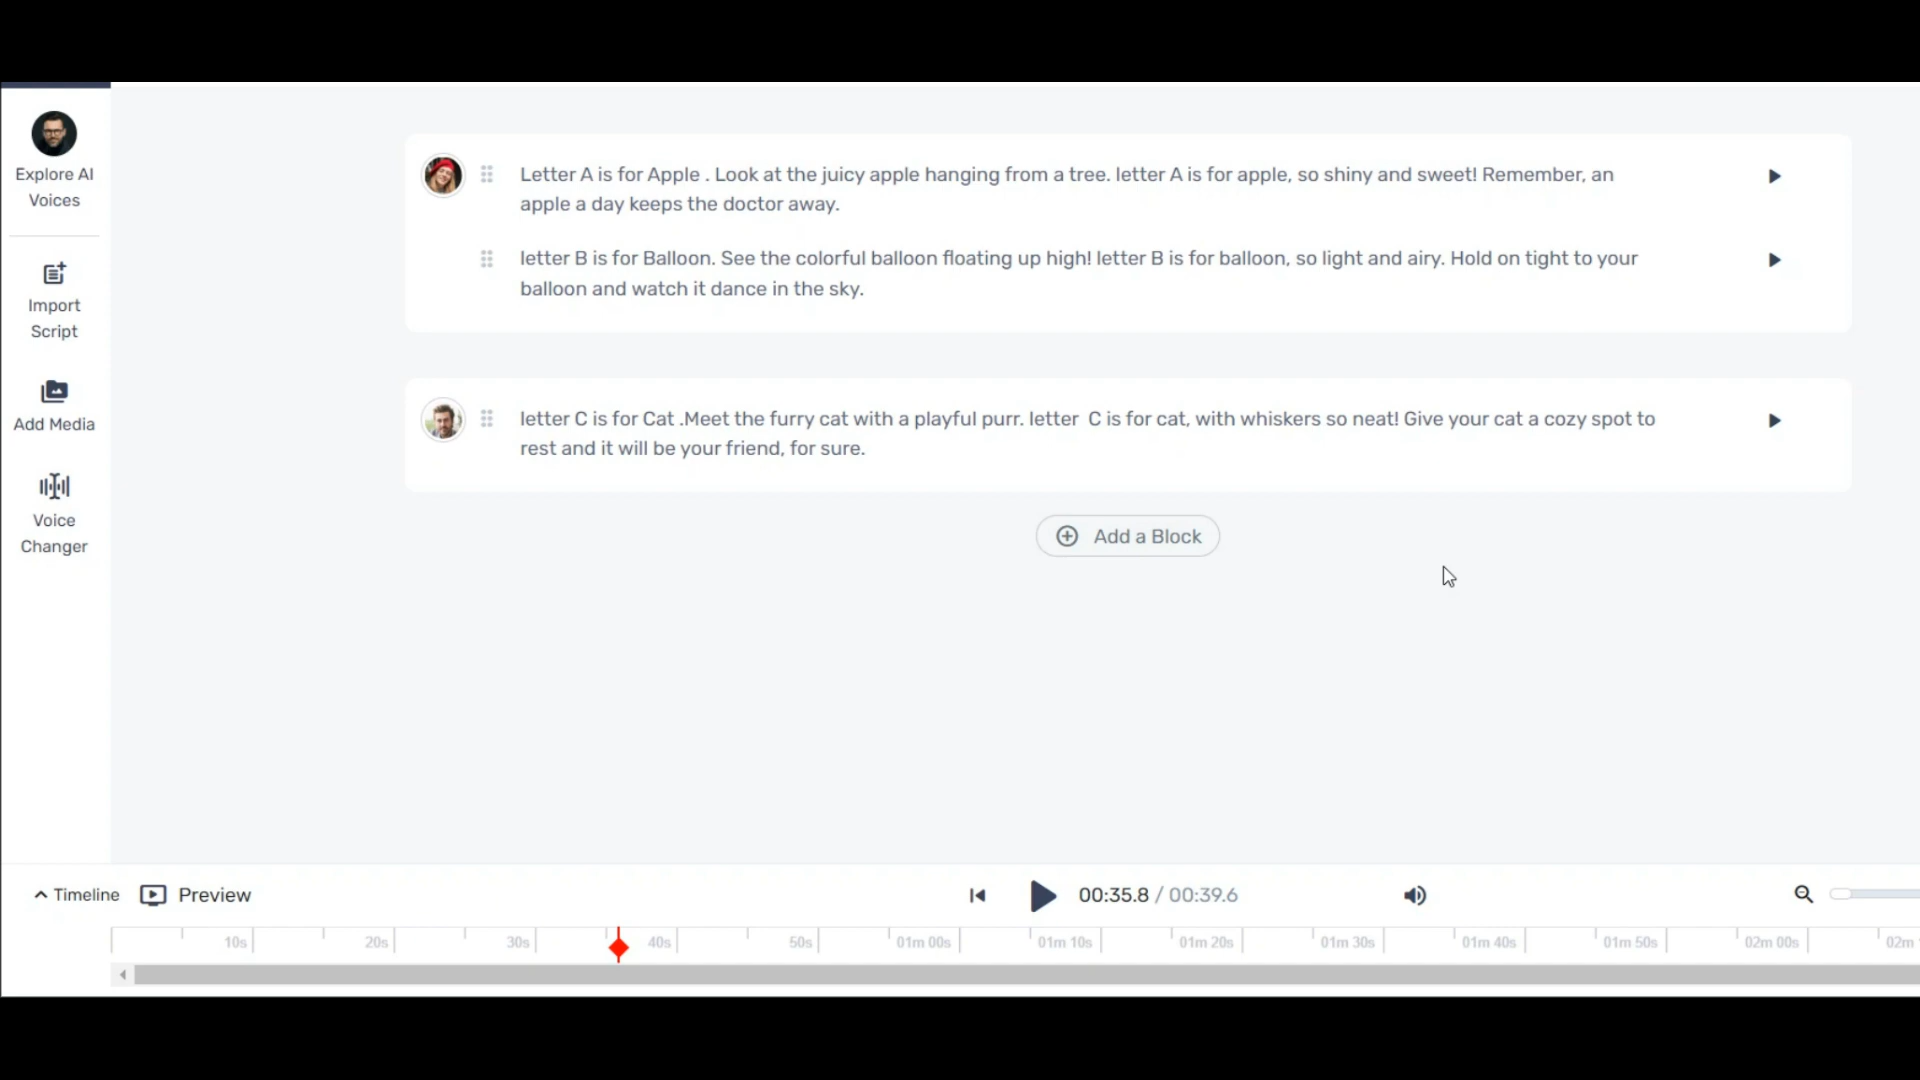 Explore AI
Voices
Import
Script
Add Media
Voice
Changer
Letter A is for Apple . Look at the juicy apple hanging from a tree. letter A is for apple, so shiny and sweet! Remember, an
apple a day keeps the doctor away.
letter B is for Balloon. See the colorful balloon floating up high! letter B is for balloon, so light and airy. Hold on tight to your
balloon and watch it dance in the sky.
letter C is for Cat .Meet the furry cat with a playful purr. letter  C is for cat, with whiskers so neat! Give your cat a cozy spot to
rest and it will be your friend, for sure.
Add a Block
Timeline Preview 00:35.8 / 00:39.6
10s 20s 30s 40s 50s 01m 00s 01m 10s 01m 20s 01m 30s 01m 40s 01m 50s 02m 00s 02m